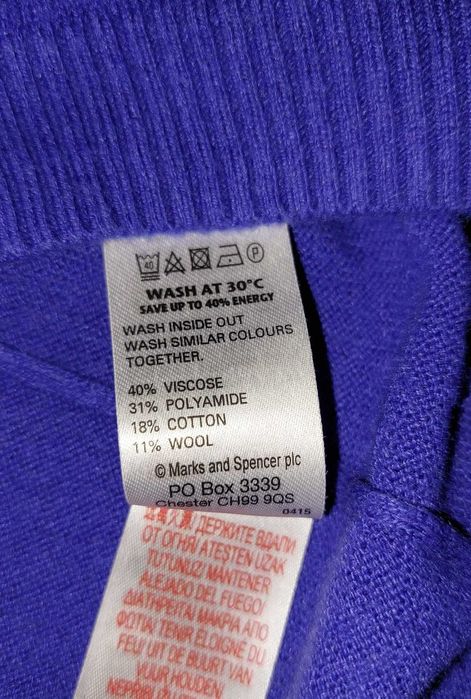 40 P
WASH AT 30°C
SAVE UP TO 40% ENERGY
WASH INSIDE OUT
WASH SIMILAR COLOURS
TOGETHER.
40% VISCOSE
31% POLYAMIDE
18% COTTON
11% WOOL
© Marks and Spencer plc
PO Box 3339
Chester CH99 9QS
0415
ДЕРЖИТЕ ВДАЛИ
ОТ ОГНЯ/ ATESTEN UZAK
TUTUNUZ/ MANTENER
ALEJADO DEL FUEGO/
ΔΙΑΤΗΡΕΙΤΑΙ ΜΑΚΡΙΑ ΑΠΟ
ΦΩΤΙΑ/ TENIR ELOIGNE DU
FEU/ UIT DE BUURT VAN
VUUR HOUDEN.